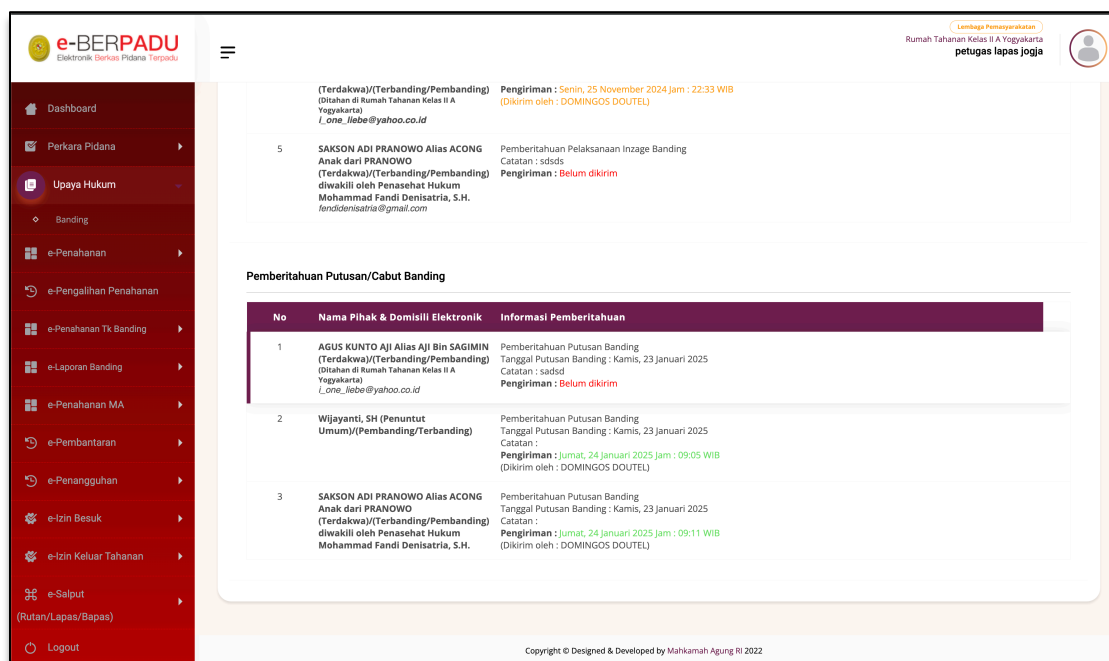 e-BERPADU
Elektronik Berkas Pidana Terpadu
Lembaga Pemasyarakatan
Rumah Tahanan Kelas II A Yogyakarta
petugas lapas jogja
Dashboard
Perkara Pidana
Upaya Hukum
Banding
e-Penahanan
e-Pengalihan Penahanan
e-Penahanan Tk Banding
e-Laporan Banding
e-Penahanan MA
e-Pembantaran
e-Penangguhan
e-Izin Besuk
e-Izin Keluar Tahanan
e-Salput
(Rutan/Lapas/Bapas)
Logout
(Terdakwa)/(Terbanding/Pembanding)
(Ditahan di Rumah Tahanan Kelas II A
Yogyakarta)
i_one_liebe@yahoo.co.id
Pengiriman : Senin, 25 November 2024 Jam : 22:33 WIB
(Dikirim oleh : DOMINGOS DOUTEL)
5
SAKSON ADI PRANOWO Alias ACONG
Anak dari PRANOWO
(Terdakwa)/(Terbanding/Pembanding)
diwakili oleh Penasehat Hukum
Mohammad Fandi Denisatria, S.H.
fendidenisatria@gmail.com
Pemberitahuan Pelaksanaan Inzage Banding
Catatan : sdsds
Pengiriman : Belum dikirim
Pemberitahuan Putusan/Cabut Banding
No Nama Pihak & Domisili Elektronik Informasi Pemberitahuan
1
AGUS KUNTO AJI Alias AJI Bin SAGIMIN
(Terdakwa)/(Terbanding/Pembanding)
(Ditahan di Rumah Tahanan Kelas II A
Yogyakarta)
i_one_liebe@yahoo.co.id
Pemberitahuan Putusan Banding
Tanggal Putusan Banding : Kamis, 23 Januari 2025
Catatan : sadsd
Pengiriman : Belum dikirim
2
Wijayanti, SH (Penuntut
Umum)/(Pembanding/Terbanding)
Pemberitahuan Putusan Banding
Tanggal Putusan Banding : Kamis, 23 Januari 2025
Catatan :
Pengiriman : Jumat, 24 Januari 2025 Jam : 09:05 WIB
(Dikirim oleh : DOMINGOS DOUTEL)
3
SAKSON ADI PRANOWO Alias ACONG
Anak dari PRANOWO
(Terdakwa)/(Terbanding/Pembanding)
diwakili oleh Penasehat Hukum
Mohammad Fandi Denisatria, S.H.
Pemberitahuan Putusan Banding
Tanggal Putusan Banding : Kamis, 23 Januari 2025
Catatan :
Pengiriman : Jumat, 24 Januari 2025 Jam : 09:11 WIB
(Dikirim oleh : DOMINGOS DOUTEL)
Copyright © Designed & Developed by Mahkamah Agung RI 2022